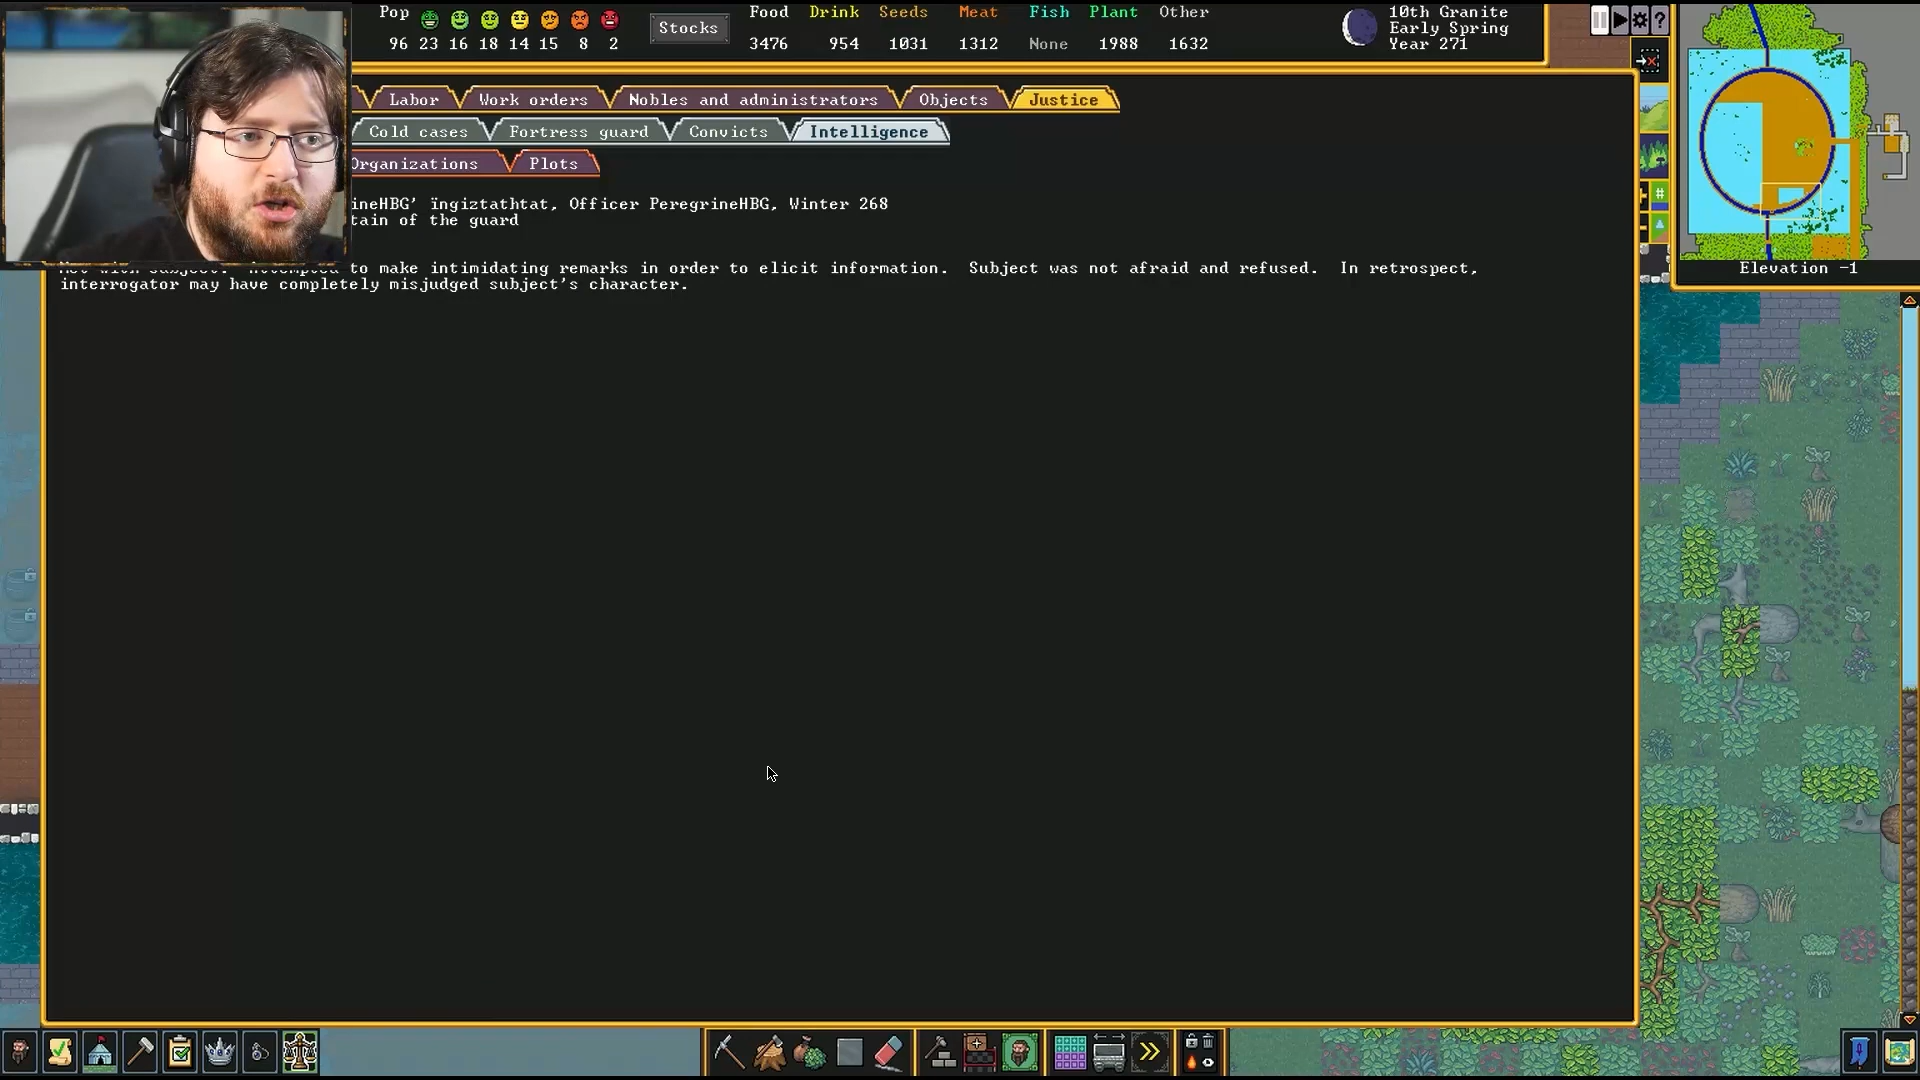 Pop
96 23 16 18 14 15 8 2
Stocks
Food Drink Seeds Meat Fish Plant Other
3476 954 1031 1312 None 1988 1632
10th Granite
Early Spring
Year 271
Elevation -1
Labor Work orders Nobles and administrators Objects Justice
Cold cases Fortress guard Convicts Intelligence
Organizations Plots
ineHBG' ïngiztathtat, Officer PeregrineHBG, Winter 268
tain of the guard
to make intimidating remarks in order to elicit information. Subject was not afraid and refused. In retrospect,
interrogator may have completely misjudged subject's character.